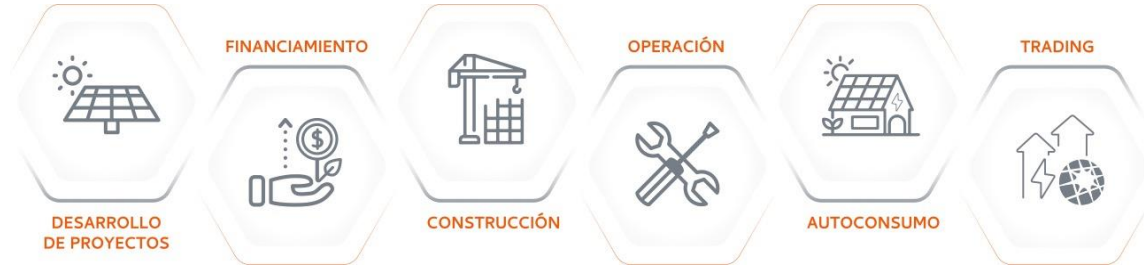 DESARROLLO
DE PROYECTOS
FINANCIAMIENTO
CONSTRUCCIÓN
OPERACIÓN
AUTOCONSUMO
TRADING